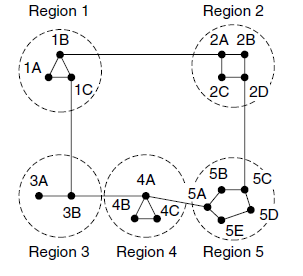 Region 1 Region 2
1B 2A 2B
1A 1C 2C 2D
3A 4A 5B 5C
3B 4B 4C 5A 5D
5E
Region 3 Region 4 Region 5